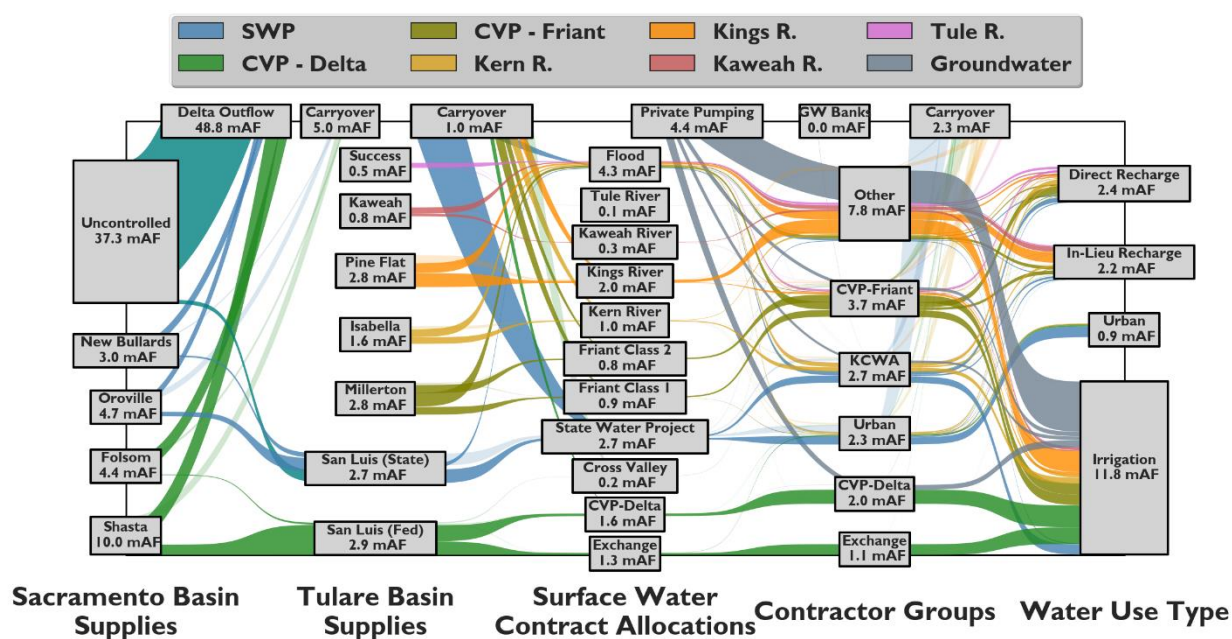 SWP
CVP - Friant
Kings R.
Tule R.
CVP - Delta
Kern R.
Kaweah R.
Groundwater
Delta Outflow
48.8 mAF
Carryover
5.0 mAF
Carryover
1.0 mAF
Private Pumping
4.4 mAF
GW Banks
0.0 mAF
Carryover
2.3 mAF
Uncontrolled
37.3 mAF
New Bullards
3.0 mAF
Oroville
4.7 mAF
Folsom
4.4 mAF
Shasta
10.0 mAF
Success
0.5 mAF
Kaweah
0.8 mAF
Pine Flat
2.8 mAF
Isabella
1.6 mAF
Millerton
2.8 mAF
San Luis (State)
2.7 mAF
San Luis (Fed)
2.9 mAF
Flood
4.3 mAF
Tule River
0.1 mAF
Kaweah River
0.3 mAF
Kings River
2.0 mAF
Kern River
1.0 mAF
Friant Class 2
0.8 mAF
Friant Class 1
0.9 mAF
State Water Project
2.7 mAF
Cross Valley
0.2 mAF
CVP-Delta
1.6 mAF
Exchange
1.3 mAF
Other
7.8 mAF
CVP-Friant
3.7 mAF
KCWA
2.7 mAF
Urban
2.3 mAF
CVP-Delta
2.0 mAF
Exchange
1.1 mAF
Direct Recharge
2.4 mAF
In-Lieu Recharge
2.2 mAF
Urban
0.9 mAF
Irrigation
11.8 mAF
Sacramento Basin
Supplies
Tulare Basin
Supplies
Surface Water
Contract Allocations
Contractor Groups
Water Use Type